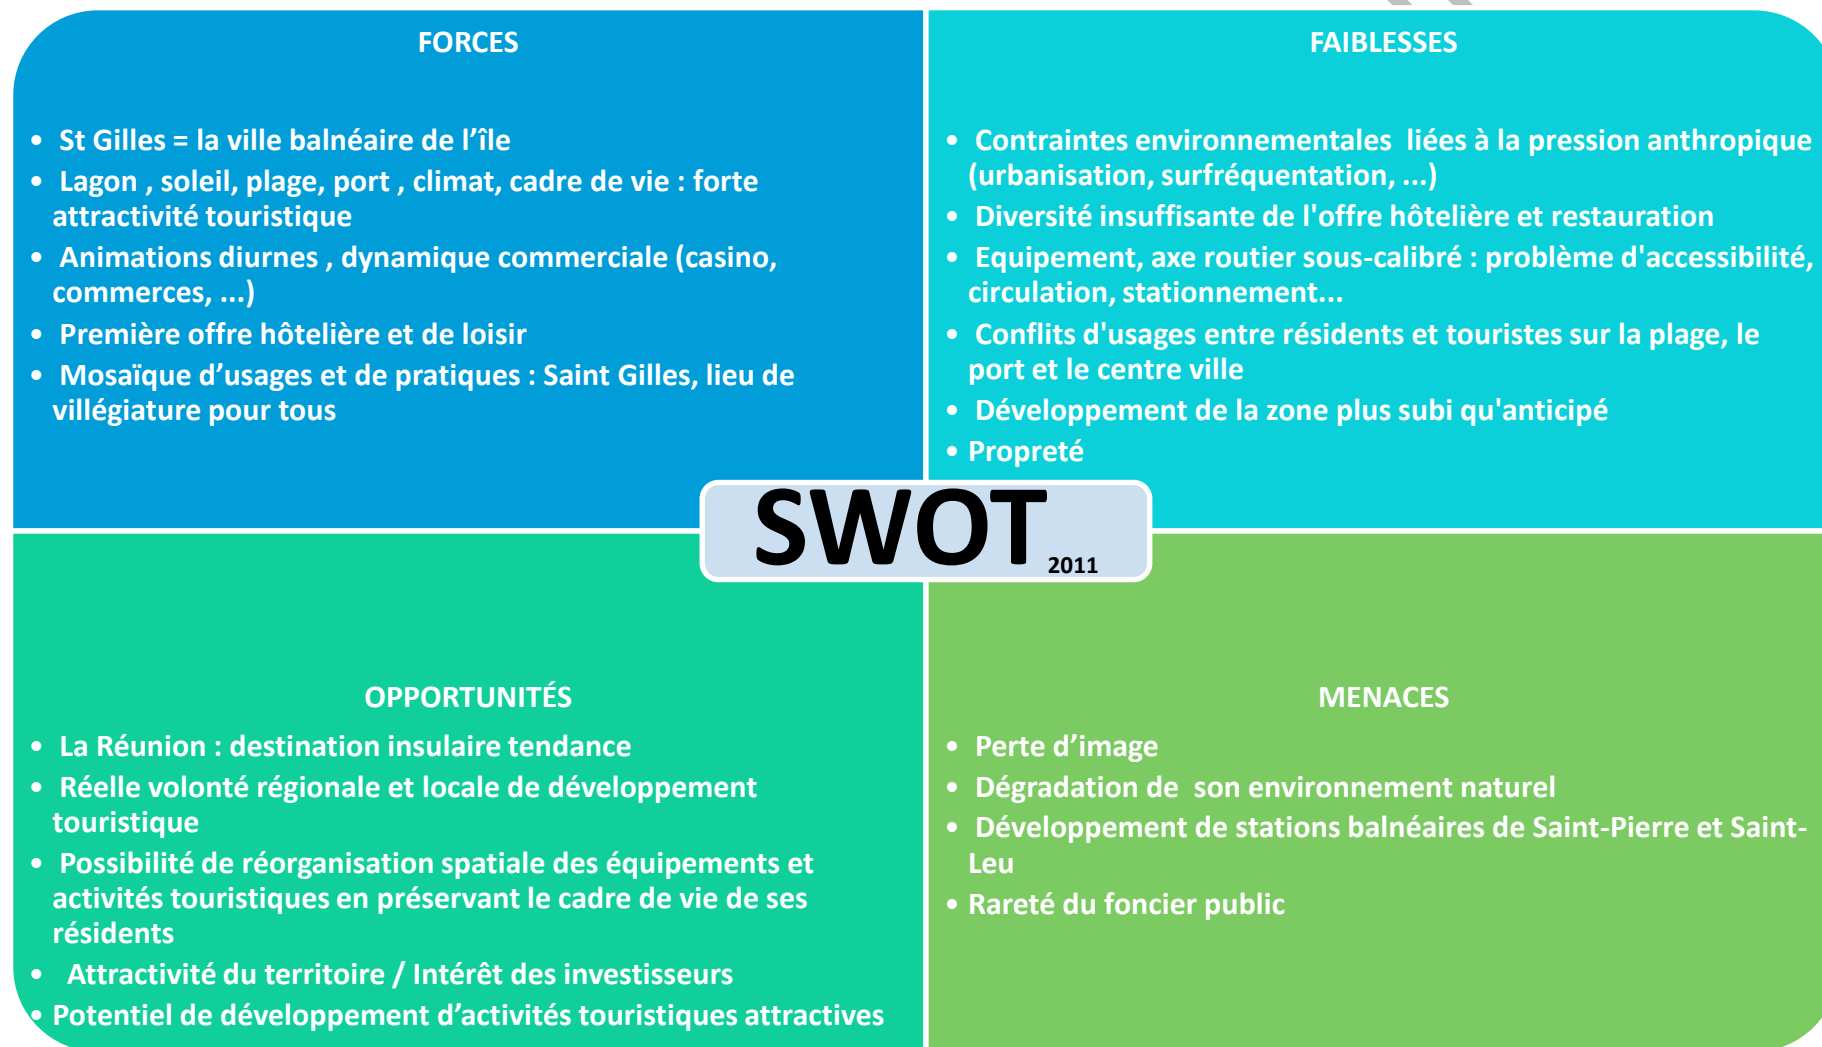 FORCES
• St Gilles = la ville balnéaire de l’île
• Lagon , soleil, plage, port , climat, cadre de vie : forte
attractivité touristique
• Animations diurnes , dynamique commerciale (casino,
commerces, ...)
• Première offre hôtelière et de loisir
• Mosaïque d’usages et de pratiques : Saint Gilles, lieu de
villégiature pour tous
FAIBLESSES
• Contraintes environnementales liées à la pression anthropique
(urbanisation, surfréquentation, ...)
• Diversité insuffisante de l'offre hôtelière et restauration
• Equipement, axe routier sous-calibré : problème d'accessibilité,
circulation, stationnement...
• Conflits d'usages entre résidents et touristes sur la plage, le
port et le centre ville
• Développement de la zone plus subi qu'anticipé
• Propreté
SWOT 2011
OPPORTUNITÉS
• La Réunion : destination insulaire tendance
• Réelle volonté régionale et locale de développement
touristique
• Possibilité de réorganisation spatiale des équipements et
activités touristiques en préservant le cadre de vie de ses
résidents
• Attractivité du territoire / Intérêt des investisseurs
• Potentiel de développement d’activités touristiques attractives
MENACES
• Perte d’image
• Dégradation de son environnement naturel
• Développement de stations balnéaires de Saint-Pierre et Saint-
Leu
• Rareté du foncier public